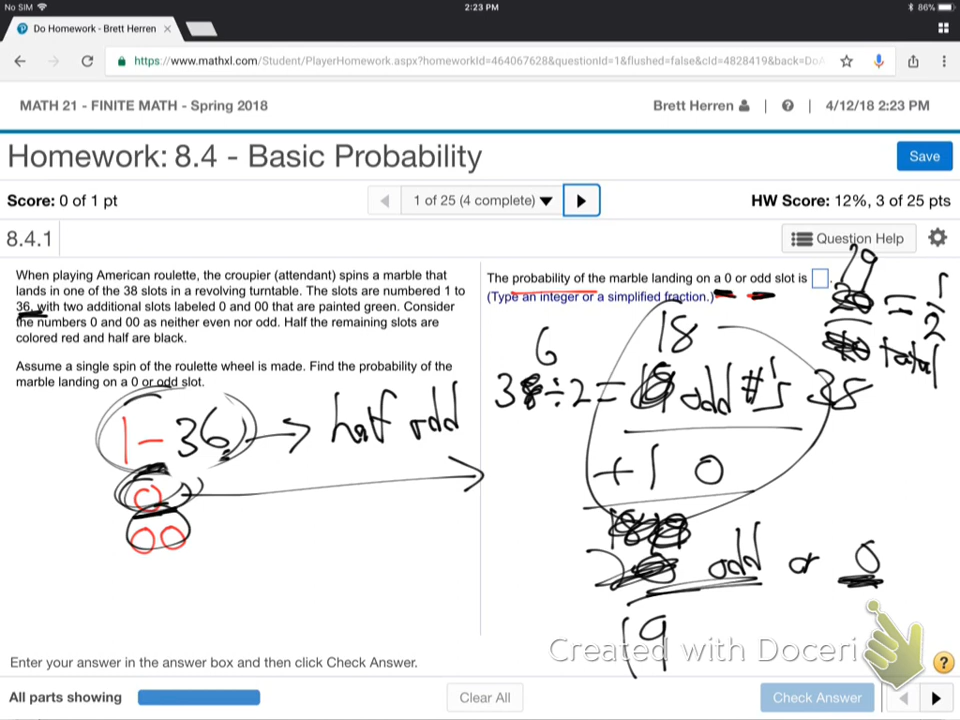 No SIM
2:23 PM
86%
Do Homework - Brett Herren
https://www.mathxl.com/Student/PlayerHomework.aspx?homeworkId=464067628&questionId=1&flushed=false&cId=4828419&back=Do
MATH 21 - FINITE MATH - Spring 2018
Brett Herren | ? | 4/12/18 2:23 PM
Homework: 8.4 - Basic Probability
Save
Score: 0 of 1 pt
1 of 25 (4 complete)
HW Score: 12%, 3 of 25 pts
8.4.1
Question Help
When playing American roulette, the croupier (attendant) spins a marble that
lands in one of the 38 slots in a revolving turntable. The slots are numbered 1 to
36, with two additional slots labeled 0 and 00 that are painted green. Consider
the numbers 0 and 00 as neither even nor odd. Half the remaining slots are
colored red and half are black.
Assume a single spin of the roulette wheel is made. Find the probability of the
marble landing on a 0 or odd slot.
1 - 36 → half odd
0
00
The probability of the marble landing on a 0 or odd slot is
(Type an integer or a simplified fraction.)
19
= 1
2
total
38
18
6
÷ 2 = odd #'s
+ 1 0
odd or 0
19
Created with Doceri
Enter your answer in the answer box and then click Check Answer.
?
All parts showing
Clear All
Check Answer